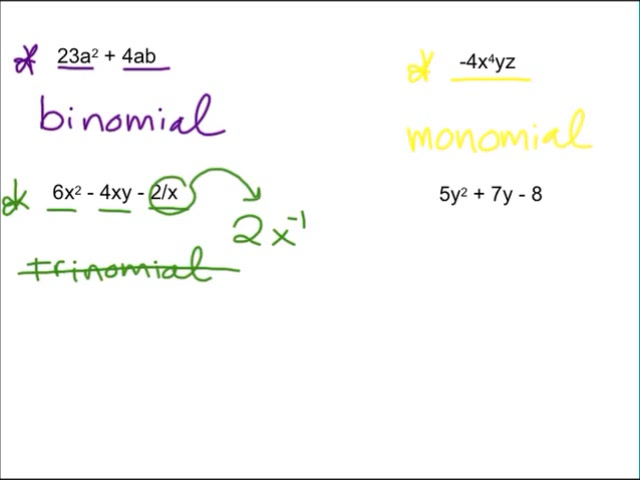 23a² + 4ab
binomial
-4x⁴yz
monomial
6x² - 4xy - 2/x
2x⁻¹
trinomial
5y² + 7y - 8